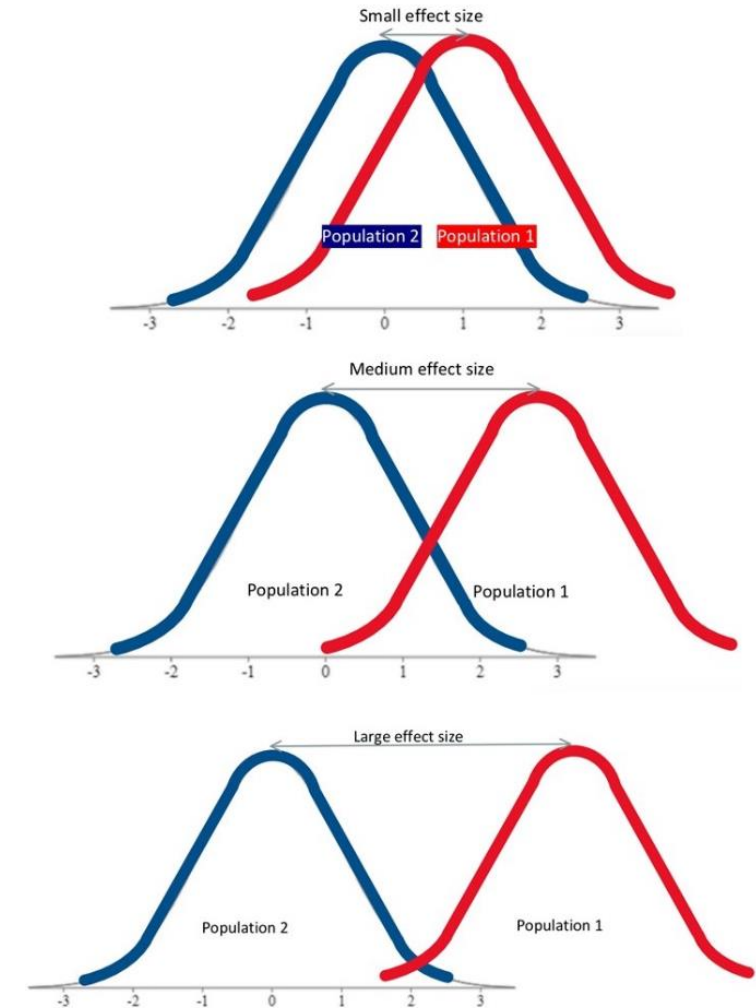 Small effect size
Population 2 Population 1
-3 -2 -1 0 1 2 3
Medium effect size
Population 2 Population 1
-3 -2 -1 0 1 2 3
Large effect size
Population 2 Population 1
-3 -2 -1 0 1 2 3